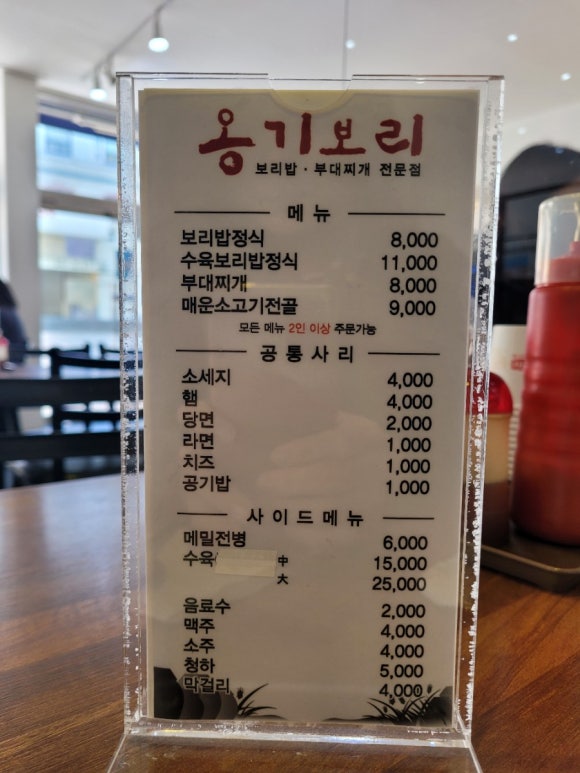 옹기보리
보리밥 · 부대찌개 전문점
메뉴
보리밥정식 8,000
수육보리밥정식 11,000
부대찌개 8,000
매운소고기전골 9,000
모든 메뉴 2인 이상 주문가능
공통사리
소세지 4,000
햄 4,000
당면 2,000
라면 1,000
치즈 1,000
공기밥 1,000
사이드메뉴
메밀전병 6,000
수육 中 15,000
大 25,000
음료수 2,000
맥주 4,000
소주 4,000
청하 5,000
막걸리 4,000